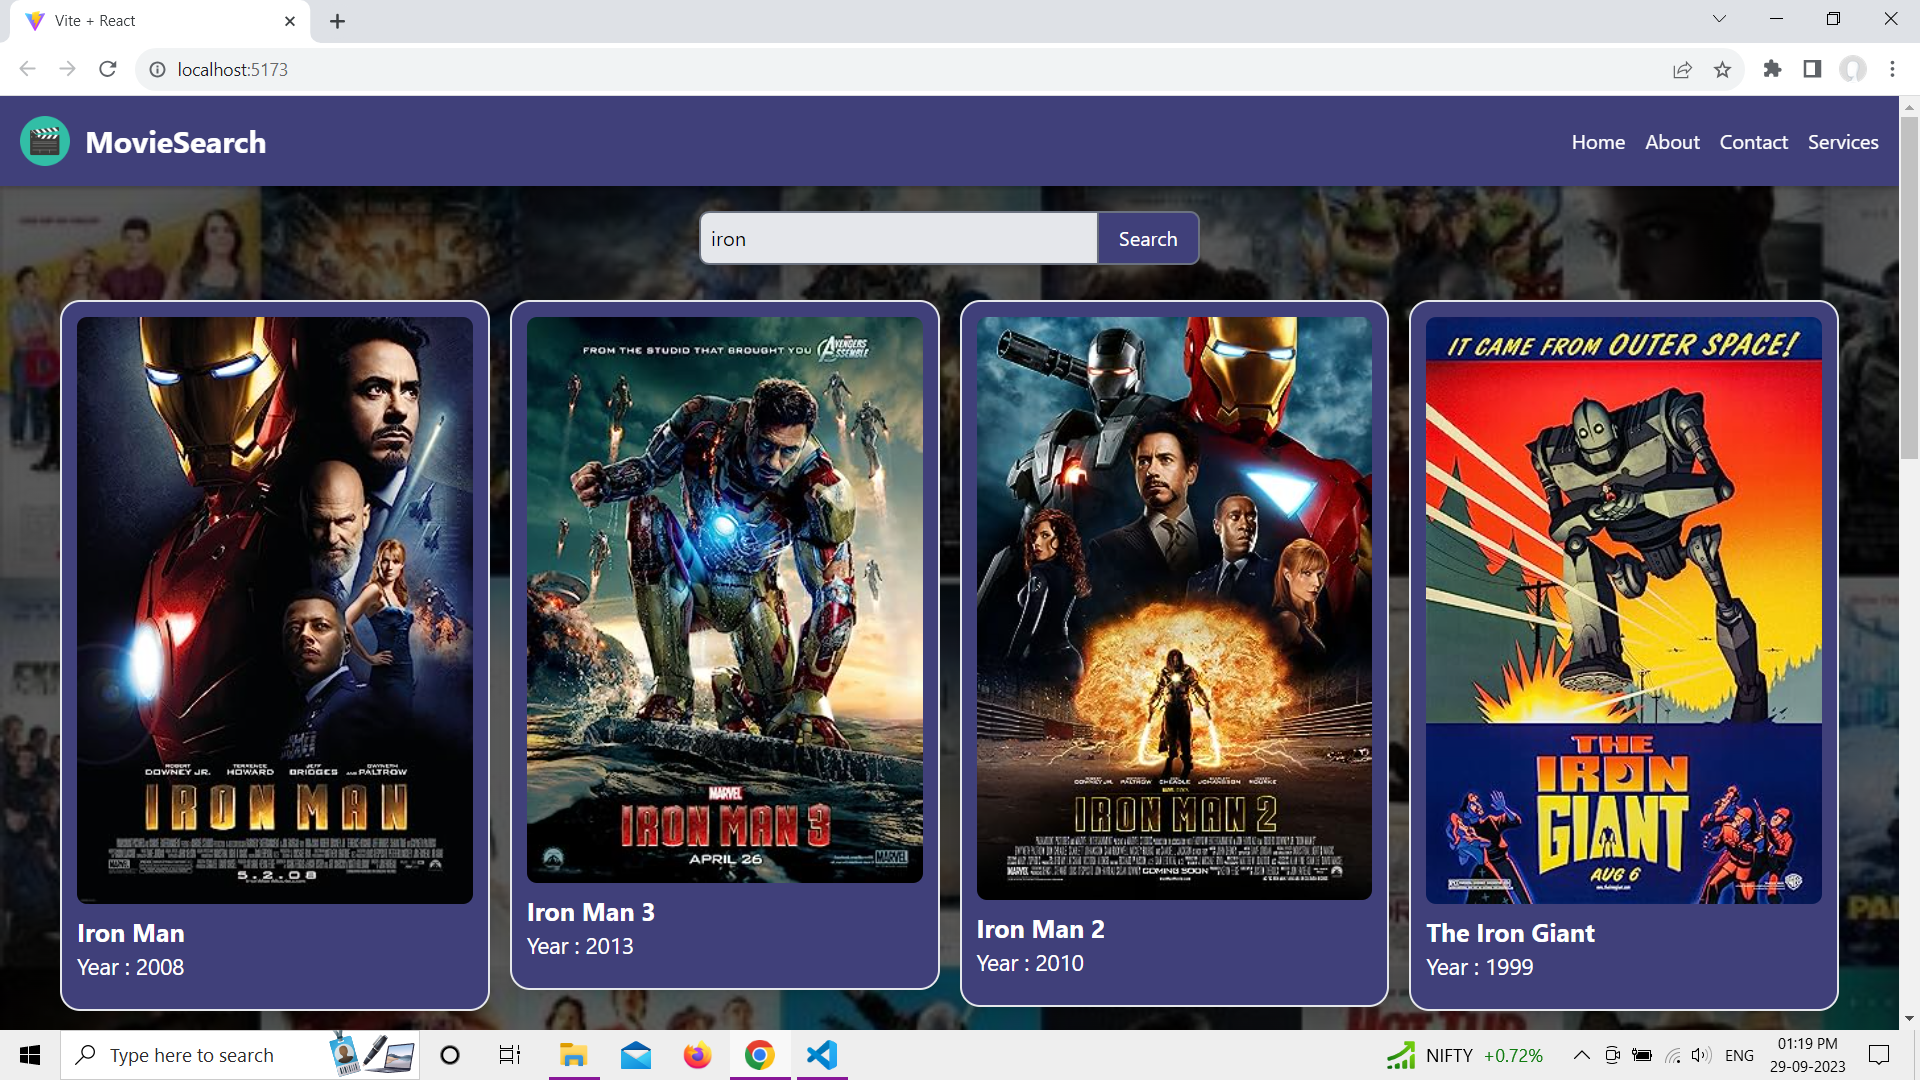 Vite + React
localhost:5173
MovieSearch
Home About Contact Services
iron
Search
ROBERT DOWNEY JR. TERRENCE HOWARD JEFF BRIDGES AND GWYNETH PALTROW
IRON MAN
5.2.08
Iron Man
Year : 2008
FROM THE STUDIO THAT BROUGHT YOU AVENGERS ASSEMBLE
MARVEL
IRON MAN 3
APRIL 26
MARVEL
Iron Man 3
Year : 2013
IRON MAN 2
MARVEL
COMING SOON
Iron Man 2
Year : 2010
IT CAME FROM OUTER SPACE!
THE
IRON
GIANT
AUG 6
The Iron Giant
Year : 1999
Type here to search
NIFTY +0.72%
ENG
01:19 PM
29-09-2023